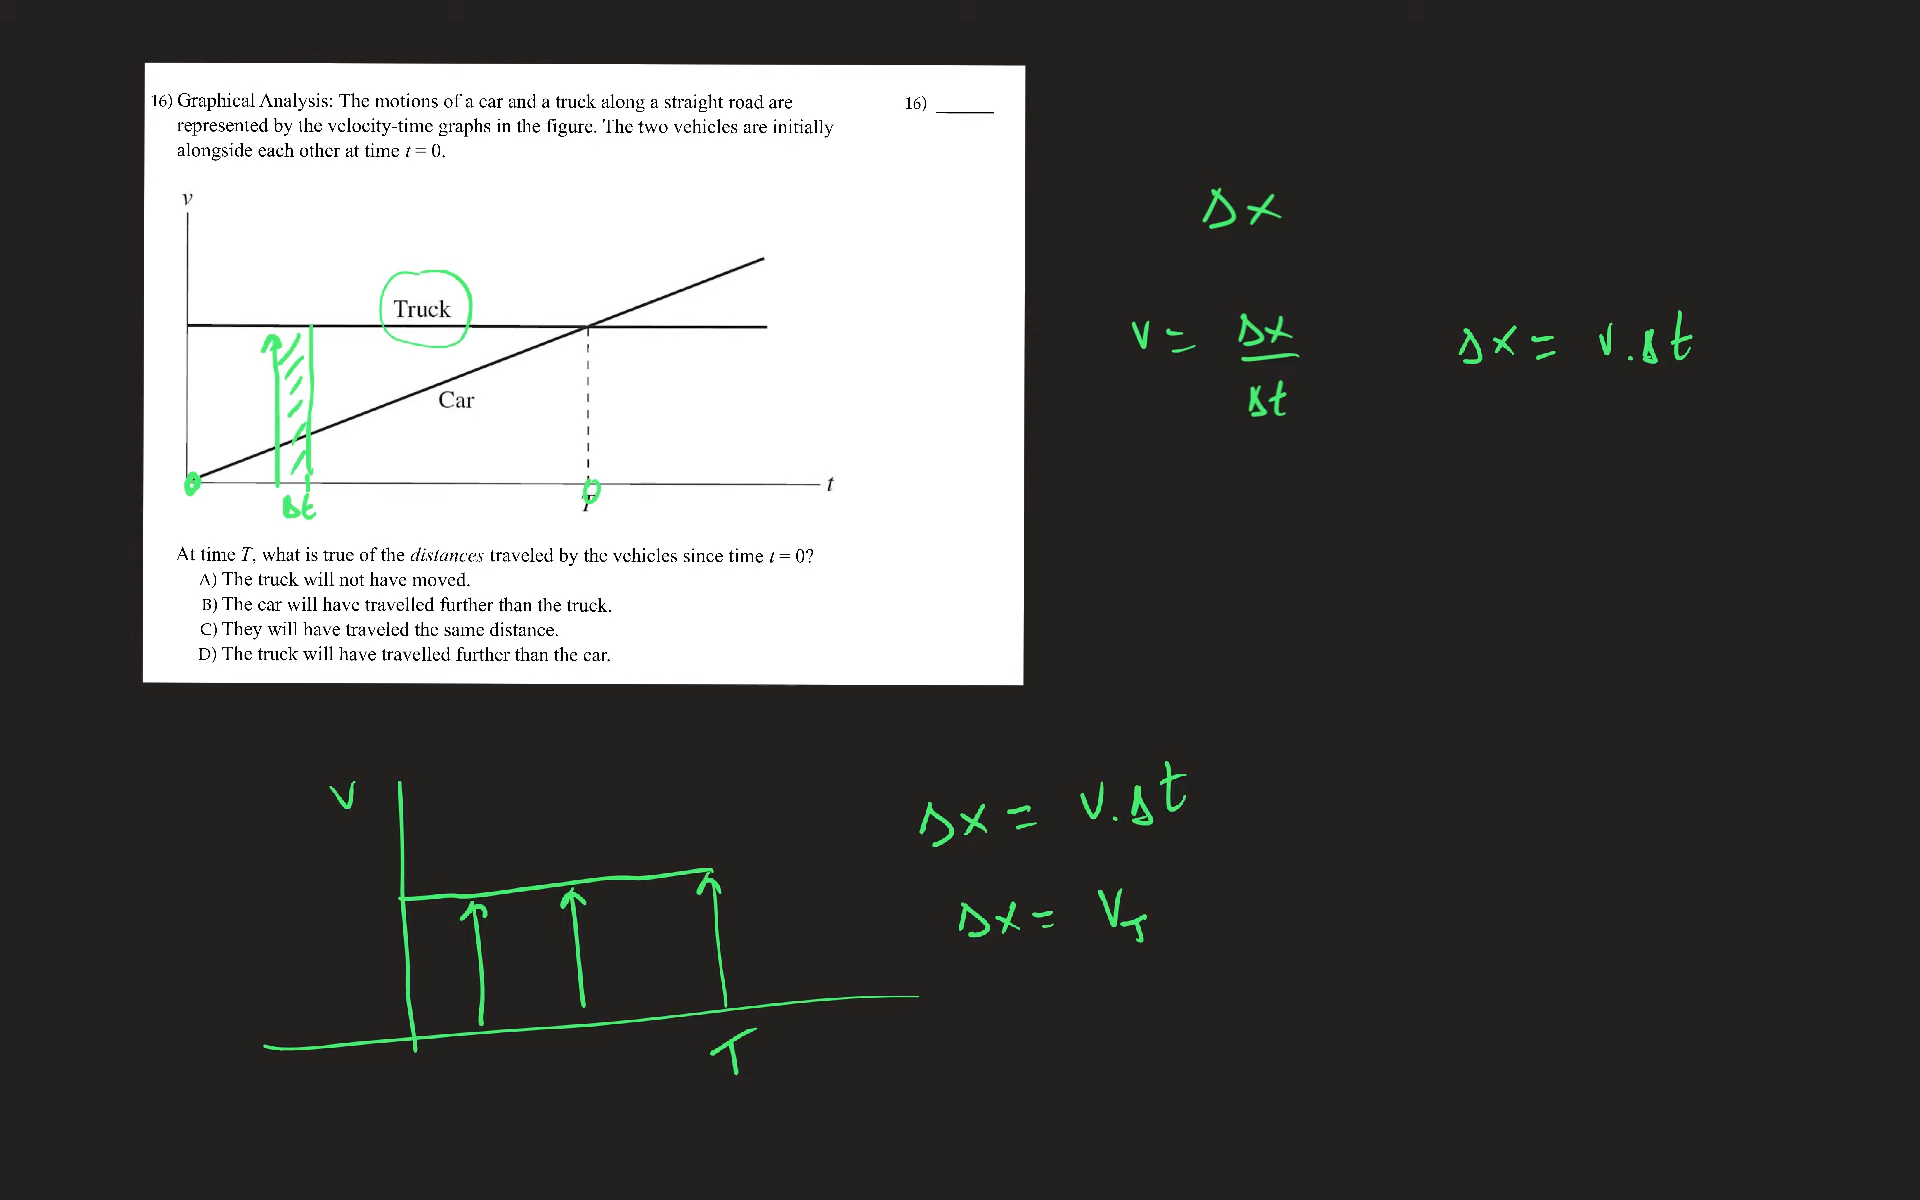 16) Graphical Analysis: The motions of a car and a truck along a straight road are
represented by the velocity-time graphs in the figure. The two vehicles are initially
alongside each other at time t = 0.
16) ______
v
Truck
Car
t
Δt
T
At time T, what is true of the distances traveled by the vehicles since time t = 0?
A) The truck will not have moved.
B) The car will have travelled further than the truck.
C) They will have traveled the same distance.
D) The truck will have travelled further than the car.
Δx
v = Δx/Δt
Δx = v.Δt
v
T
Δx = v.Δt
Δx = V_T